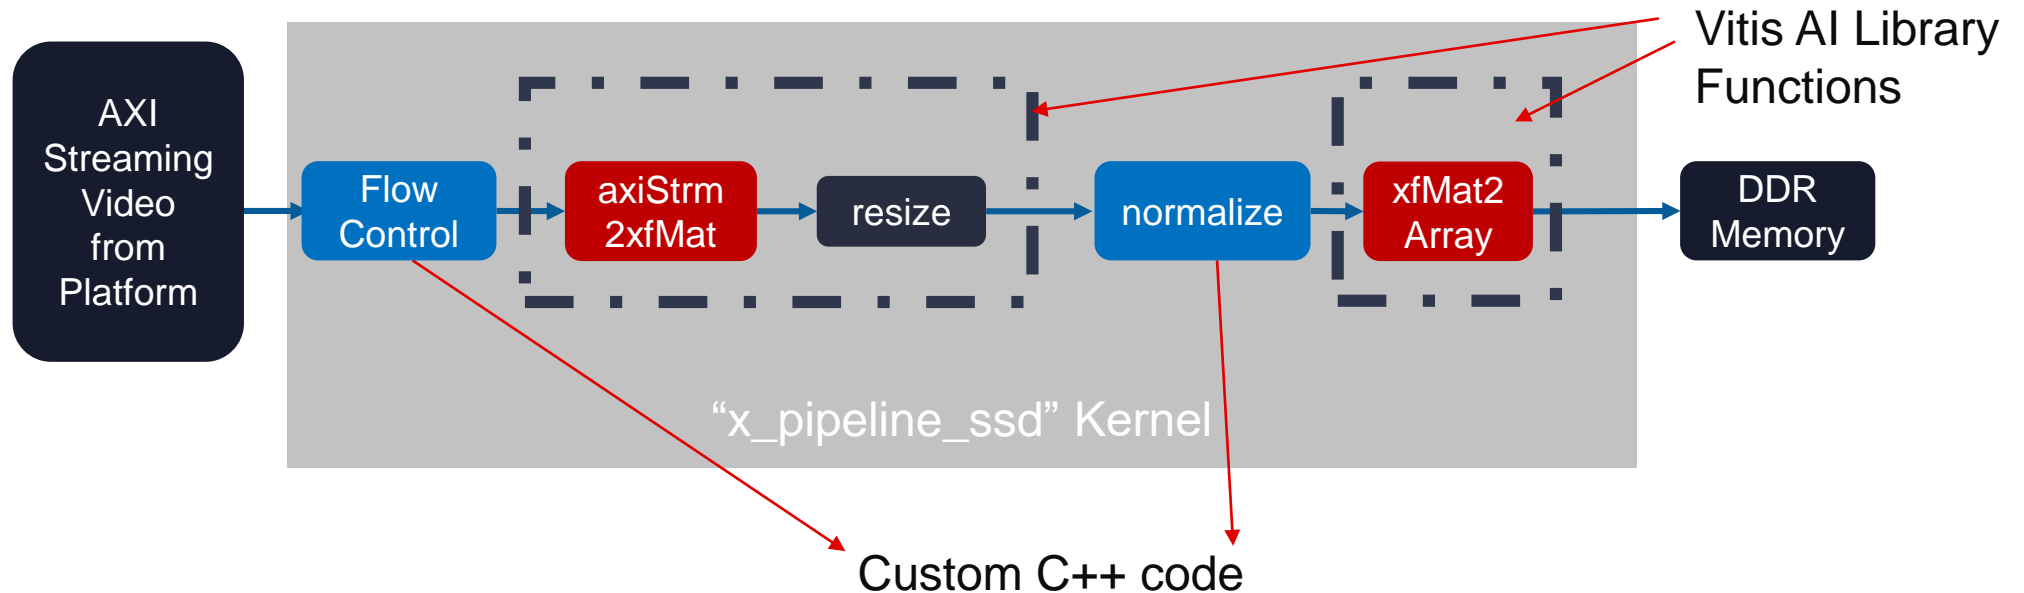 Vitis AI Library
Functions
AXI
Streaming
Video
from
Platform
Flow
Control
axiStrm
2xfMat
resize
normalize
xfMat2
Array
DDR
Memory
“x_pipeline_ssd” Kernel
Custom C++ code